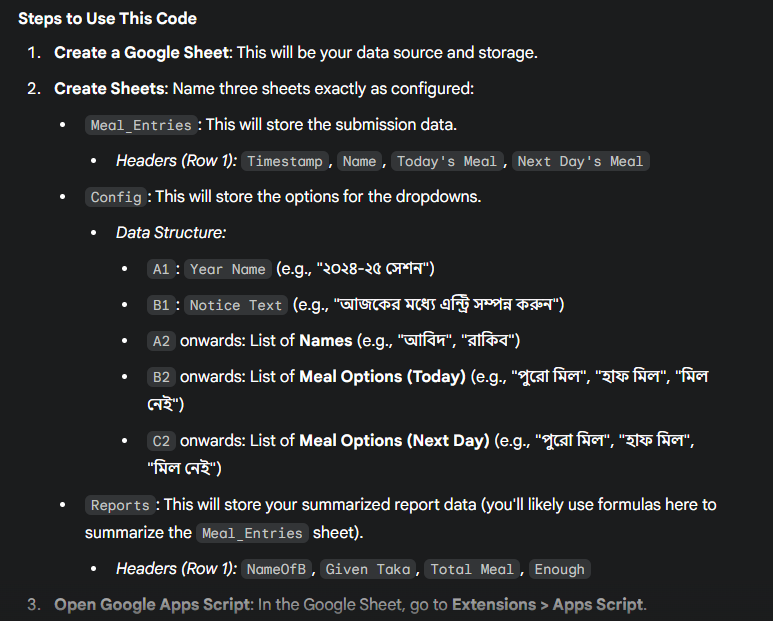 Steps to Use This Code
1. Create a Google Sheet: This will be your data source and storage.
2. Create Sheets: Name three sheets exactly as configured:
• Meal_Entries: This will store the submission data.
• Headers (Row 1): Timestamp, Name, Today's Meal, Next Day's Meal
• Config: This will store the options for the dropdowns.
• Data Structure:
• A1: Year Name (e.g., "২০২৪-২৫ সেশন")
• B1: Notice Text (e.g., "আজকের মধ্যে এন্ট্রি সম্পন্ন করুন")
• A2 onwards: List of Names (e.g., "আবিদ", "রাকিব")
• B2 onwards: List of Meal Options (Today) (e.g., "পুরো মিল", "হাফ মিল", "মিল
নেই")
• C2 onwards: List of Meal Options (Next Day) (e.g., "পুরো মিল", "হাফ মিল",
"মিল নেই")
• Reports: This will store your summarized report data (you'll likely use formulas here to
summarize the Meal_Entries sheet).
• Headers (Row 1): NameOfB, Given Taka, Total Meal, Enough
3. Open Google Apps Script: In the Google Sheet, go to Extensions > Apps Script.